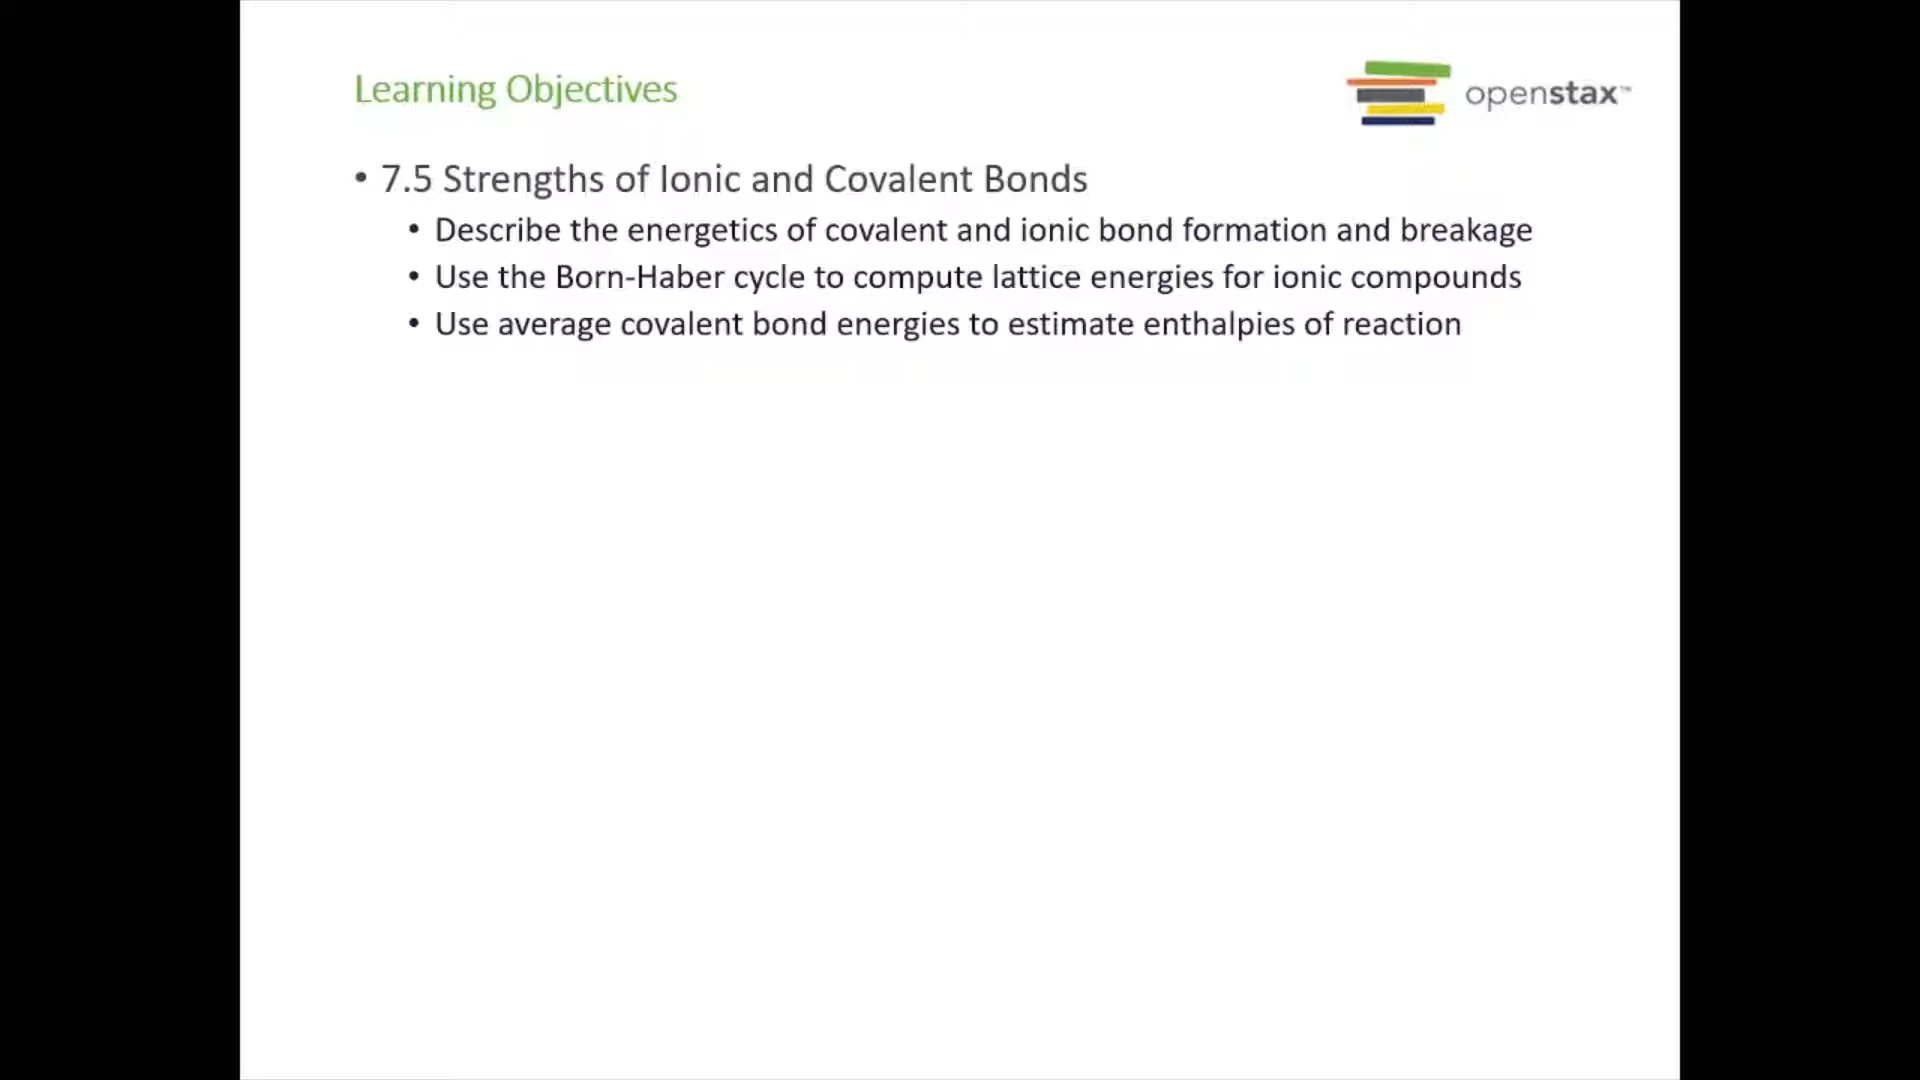 Learning Objectives
openstax™
• 7.5 Strengths of Ionic and Covalent Bonds
• Describe the energetics of covalent and ionic bond formation and breakage
• Use the Born-Haber cycle to compute lattice energies for ionic compounds
• Use average covalent bond energies to estimate enthalpies of reaction